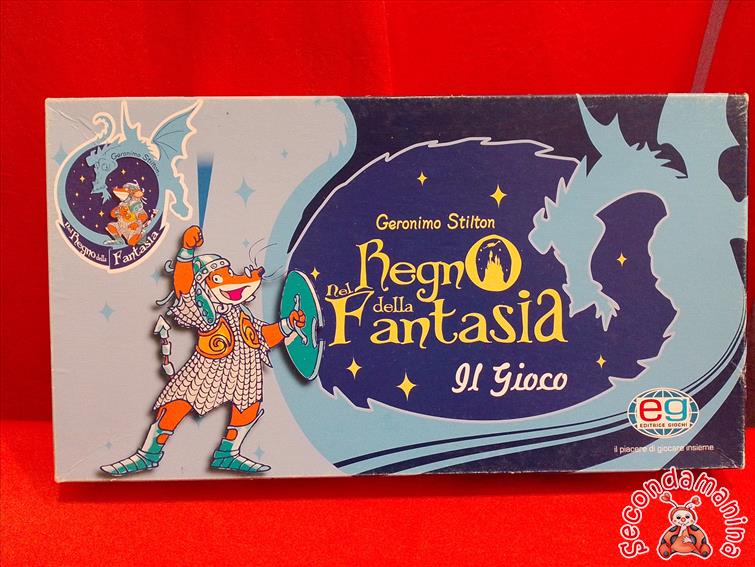 Geronimo Stilton
Nel Regno della
Fantasia
Geronimo Stilton
Nel Regno
della
Fantasia
Il Gioco
eg
EDITRICE GIOCHI
il piacere di giocare insieme
secondamanina